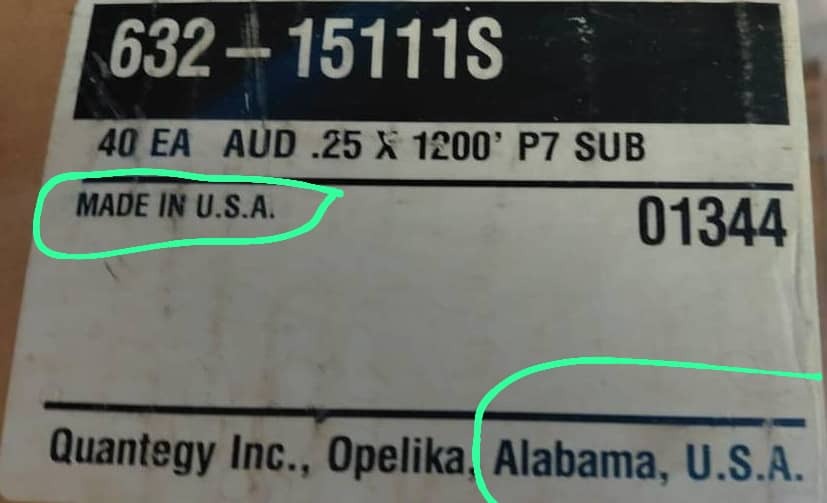 632-15111S
40 EA AUD .25 X 1200' P7 SUB
MADE IN U.S.A.
01344
Quantegy Inc., Opelika, Alabama, U.S.A.